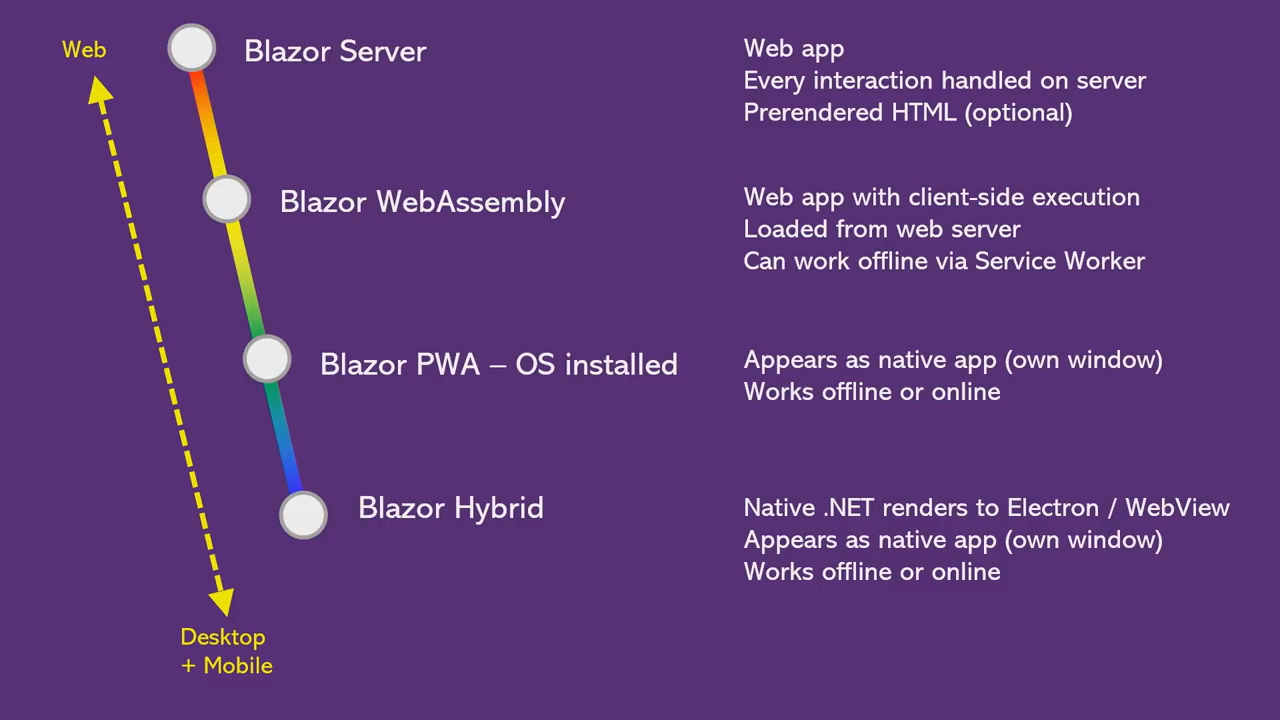 Web
Blazor Server
Web app
Every interaction handled on server
Prerendered HTML (optional)
Blazor WebAssembly
Web app with client-side execution
Loaded from web server
Can work offline via Service Worker
Blazor PWA – OS installed
Appears as native app (own window)
Works offline or online
Blazor Hybrid
Native .NET renders to Electron / WebView
Appears as native app (own window)
Works offline or online
Desktop
+ Mobile